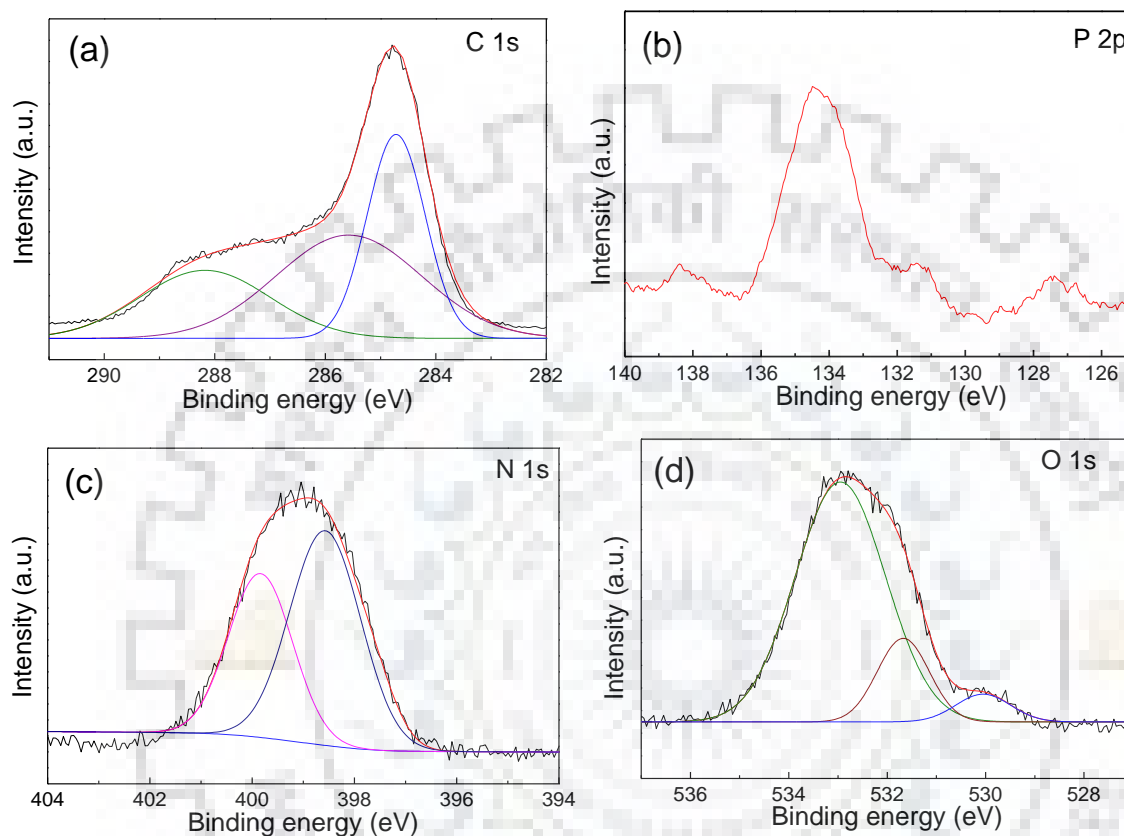 (a)
C 1s
Intensity (a.u.)
290 288 286 284 282
Binding energy (eV)
(b)
P 2p
Intensity (a.u.)
140 138 136 134 132 130 128 126
Binding energy (eV)
(c)
N 1s
Intensity (a.u.)
404 402 400 398 396 394
Binding energy (eV)
(d)
O 1s
Intensity (a.u.)
536 534 532 530 528
Binding energy (eV)